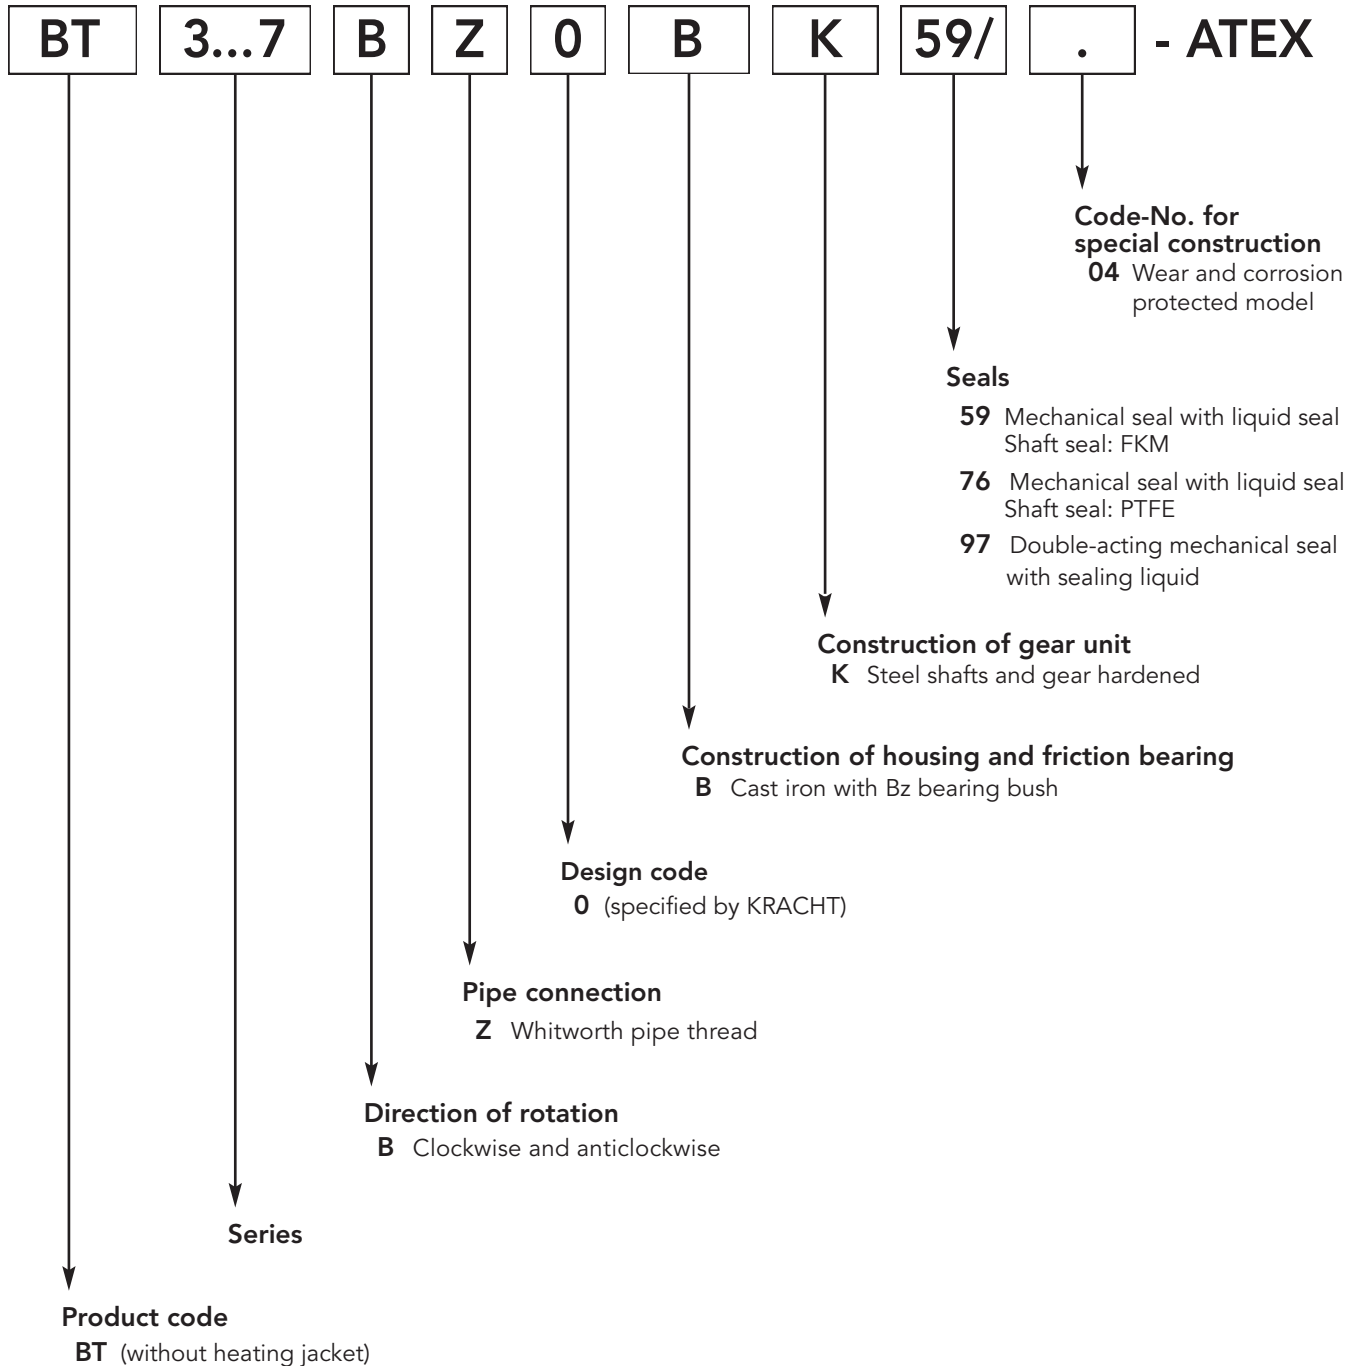 BT 3...7 B Z 0 B K 59/ . - ATEX
Code-No. for
special construction
04 Wear and corrosion
protected model
Seals
59 Mechanical seal with liquid seal
Shaft seal: FKM
76 Mechanical seal with liquid seal
Shaft seal: PTFE
97 Double-acting mechanical seal
with sealing liquid
Construction of gear unit
K Steel shafts and gear hardened
Construction of housing and friction bearing
B Cast iron with Bz bearing bush
Design code
0 (specified by KRACHT)
Pipe connection
Z Whitworth pipe thread
Direction of rotation
B Clockwise and anticlockwise
Series
Product code
BT (without heating jacket)